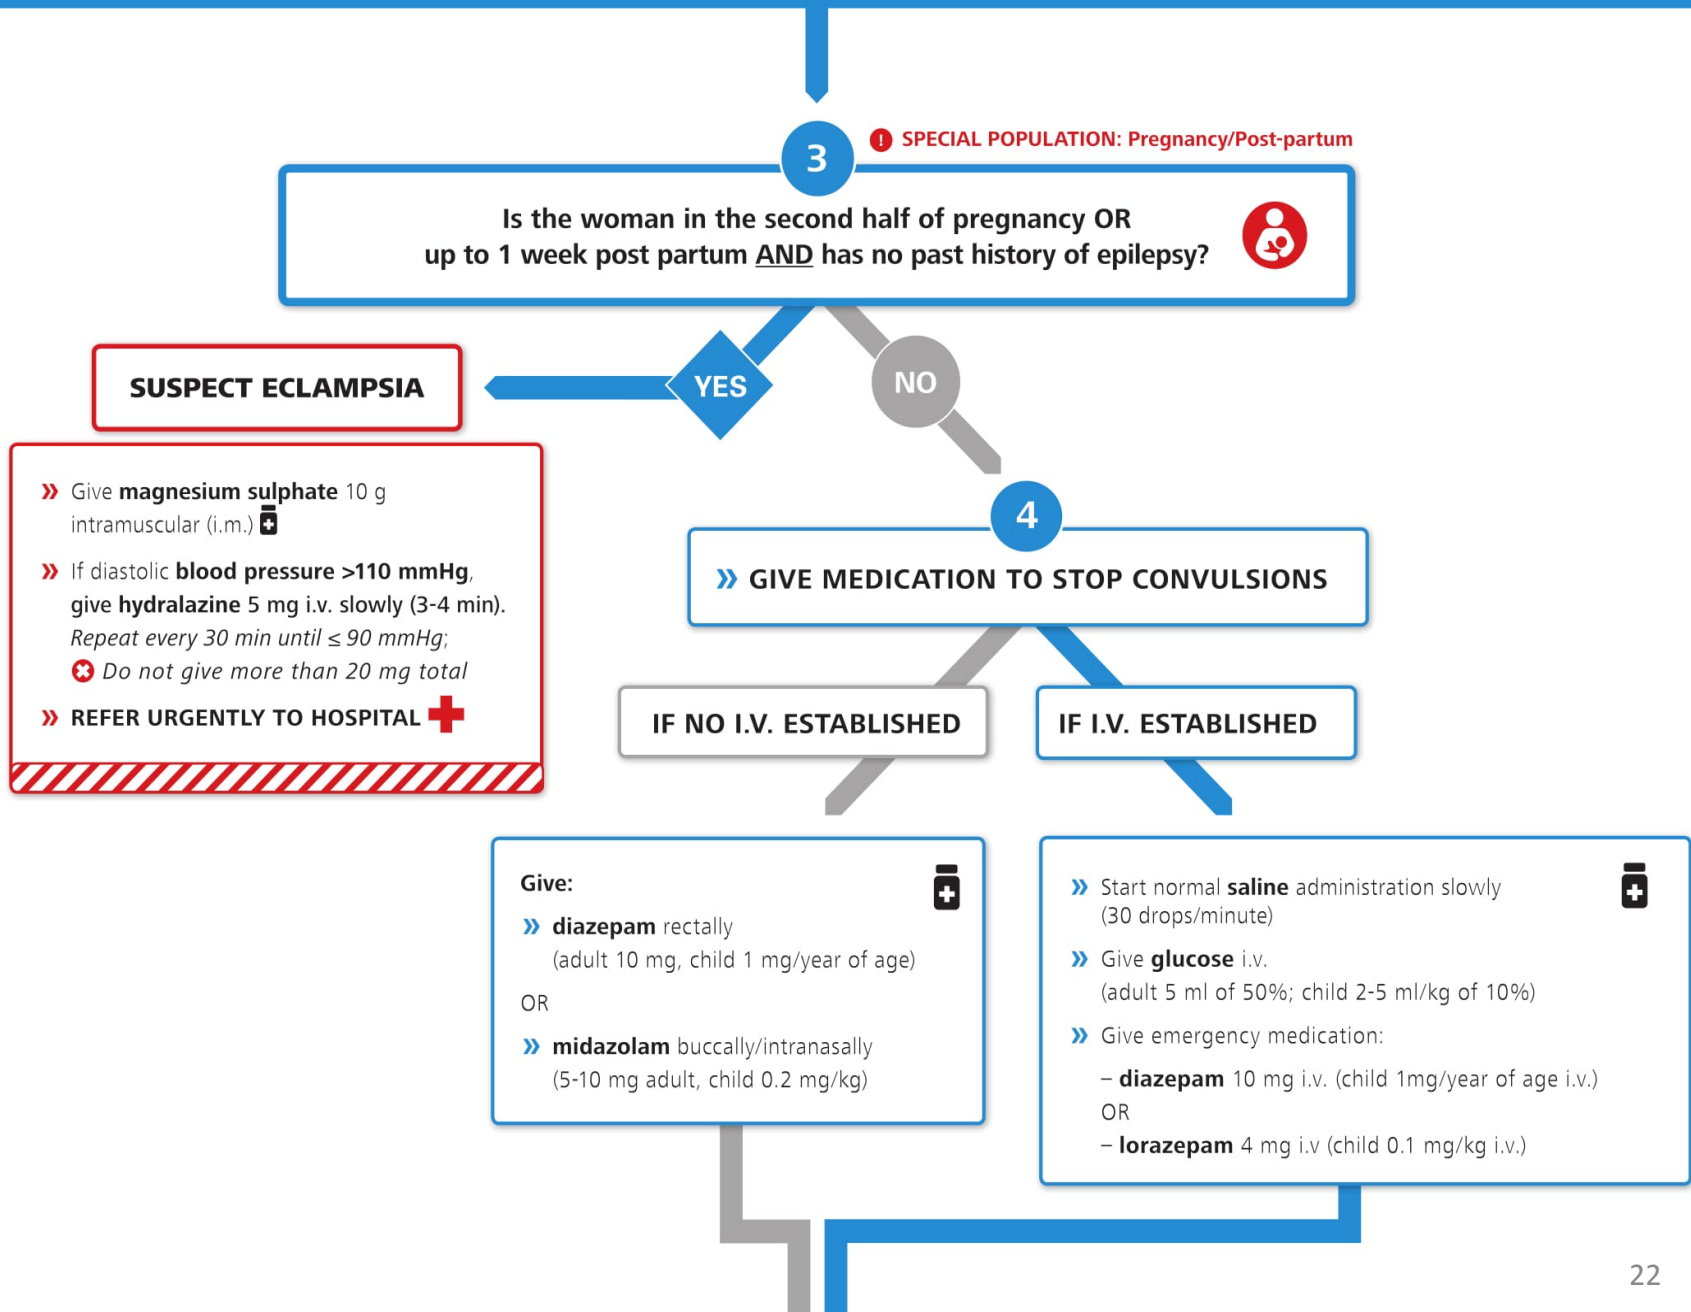 3
! SPECIAL POPULATION: Pregnancy/Post-partum
Is the woman in the second half of pregnancy OR
up to 1 week post partum AND has no past history of epilepsy?
YES
NO
SUSPECT ECLAMPSIA
» Give magnesium sulphate 10 g
intramuscular (i.m.)
» If diastolic blood pressure >110 mmHg,
give hydralazine 5 mg i.v. slowly (3-4 min).
Repeat every 30 min until ≤ 90 mmHg;
Do not give more than 20 mg total
» REFER URGENTLY TO HOSPITAL
4
» GIVE MEDICATION TO STOP CONVULSIONS
IF NO I.V. ESTABLISHED
IF I.V. ESTABLISHED
Give:
» diazepam rectally
(adult 10 mg, child 1 mg/year of age)
OR
» midazolam buccally/intranasally
(5-10 mg adult, child 0.2 mg/kg)
» Start normal saline administration slowly
(30 drops/minute)
» Give glucose i.v.
(adult 5 ml of 50%; child 2-5 ml/kg of 10%)
» Give emergency medication:
– diazepam 10 mg i.v. (child 1mg/year of age i.v.)
OR
– lorazepam 4 mg i.v (child 0.1 mg/kg i.v.)
22